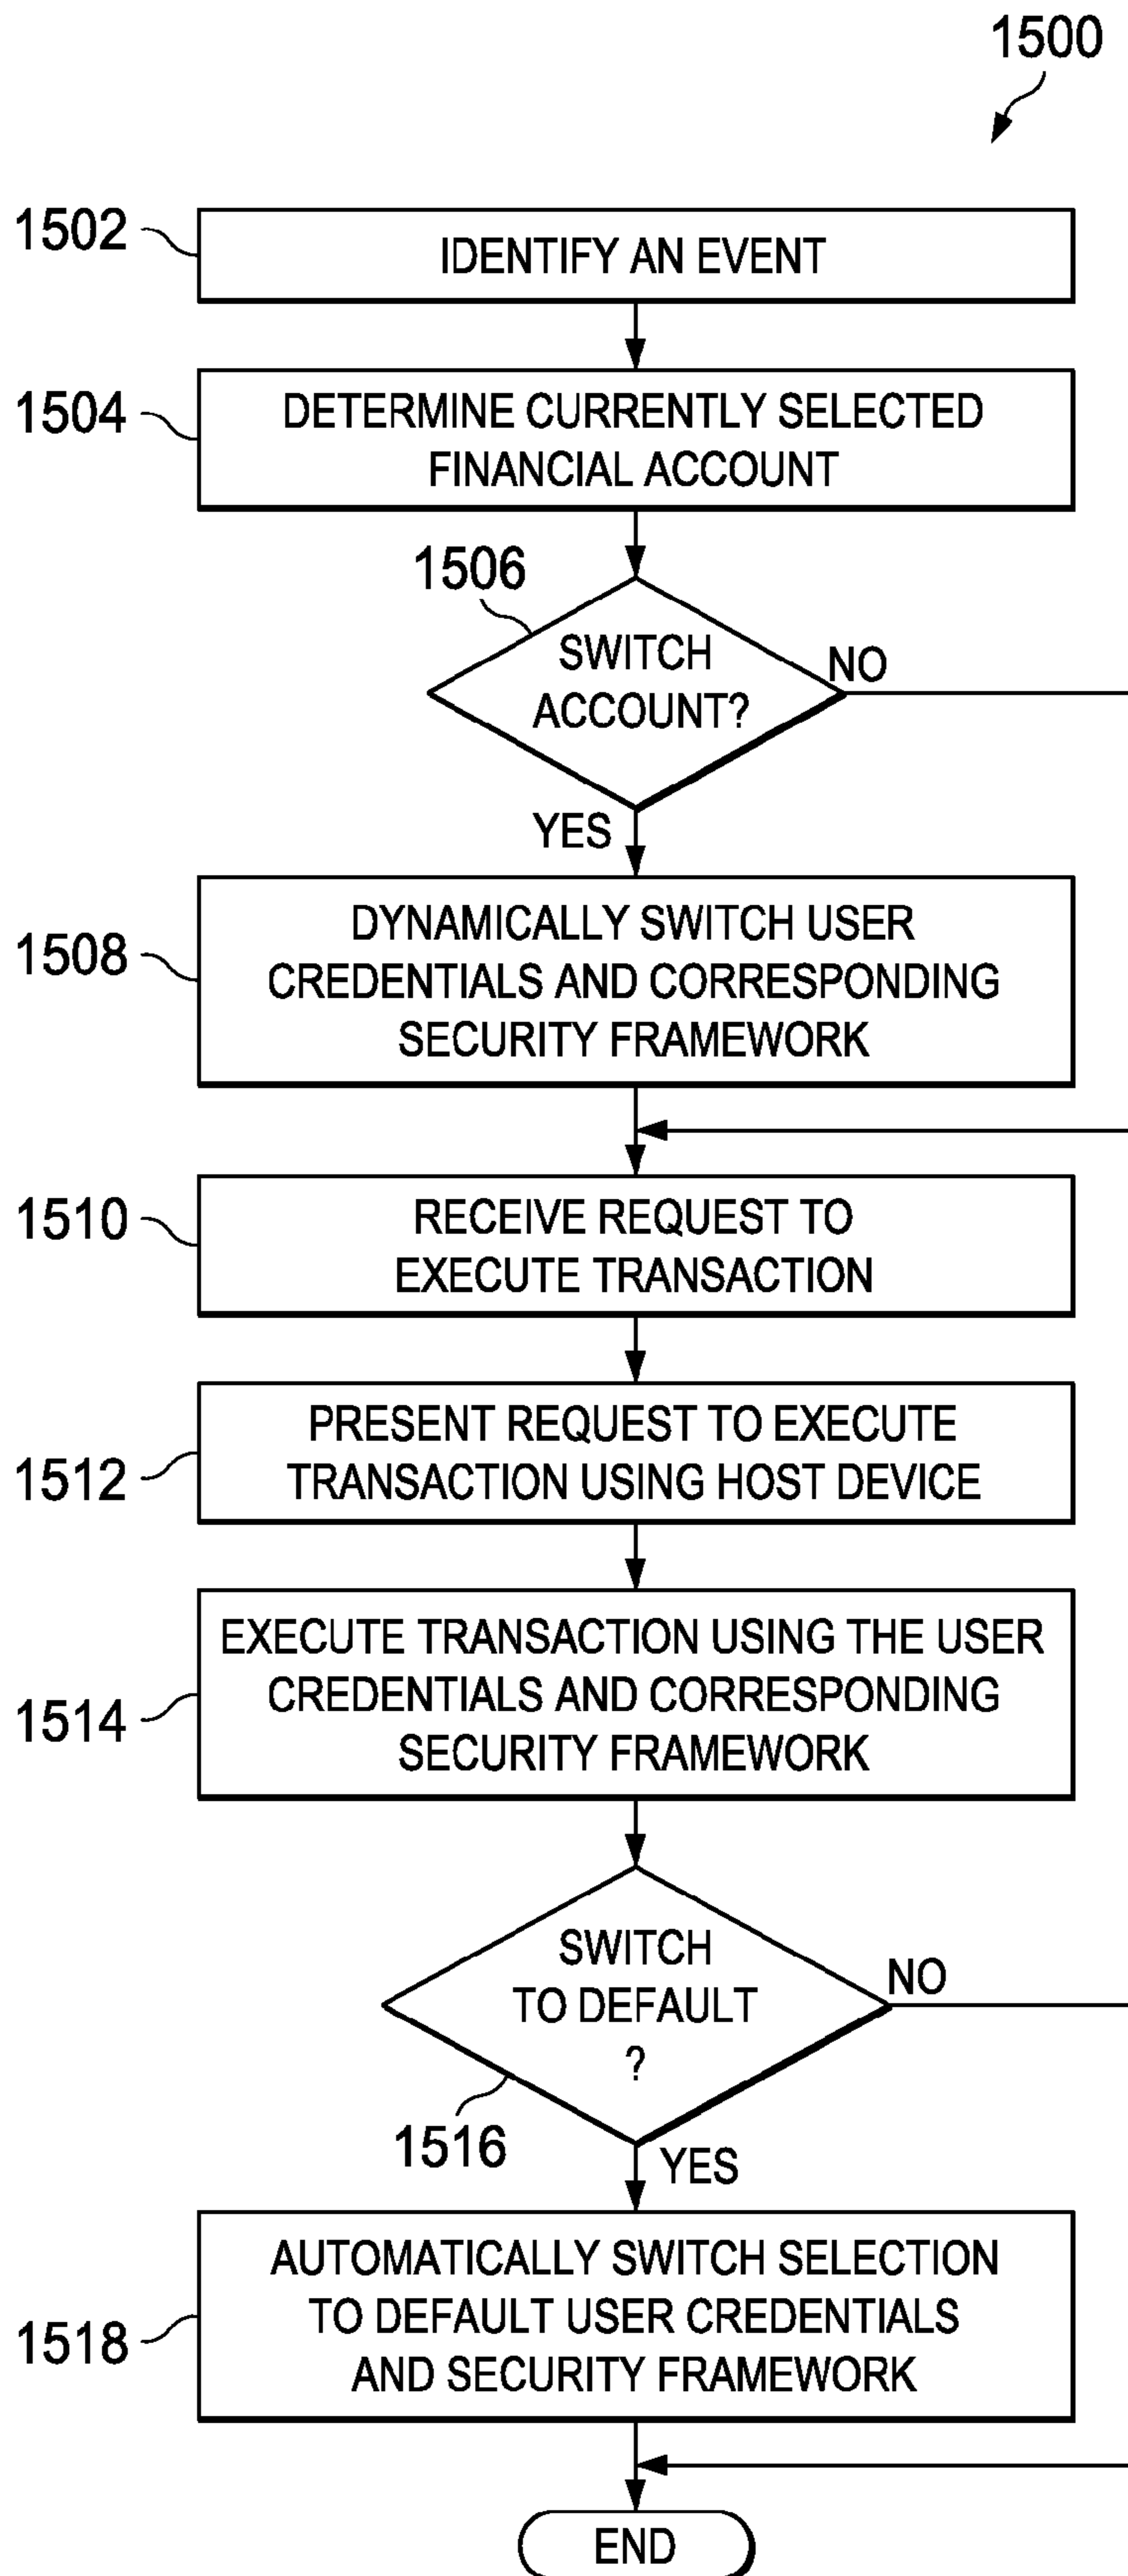 1500
1502
IDENTIFY AN EVENT
1504
DETERMINE CURRENTLY SELECTED
FINANCIAL ACCOUNT
1506
SWITCH
ACCOUNT?
NO
YES
1508
DYNAMICALLY SWITCH USER
CREDENTIALS AND CORRESPONDING
SECURITY FRAMEWORK
1510
RECEIVE REQUEST TO
EXECUTE TRANSACTION
1512
PRESENT REQUEST TO EXECUTE
TRANSACTION USING HOST DEVICE
1514
EXECUTE TRANSACTION USING THE USER
CREDENTIALS AND CORRESPONDING
SECURITY FRAMEWORK
SWITCH
TO DEFAULT
?
NO
1516
YES
1518
AUTOMATICALLY SWITCH SELECTION
TO DEFAULT USER CREDENTIALS
AND SECURITY FRAMEWORK
END